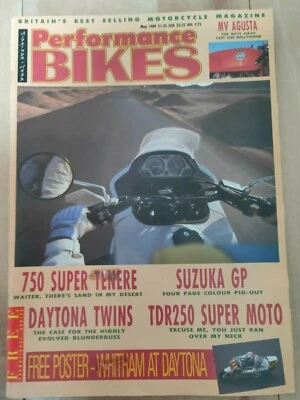 BRITAIN'S BEST SELLING MOTORCYCLE MAGAZINE
Performance
BIKES
MV AGUSTA
750 SUPER TENERE
WAITER, THERE'S SAND IN MY DESERT
SUZUKA GP
FOUR PAGE COLOUR PIG-OUT
DAYTONA TWINS
THE CASE FOR THE HIGHLY
EVOLVED BLUNDERBUSS
TDR250 SUPER MOTO
EXCUSE ME, YOU JUST RAN
OVER MY NECK
FREE
FREE POSTER – WHITHAM AT DAYTONA